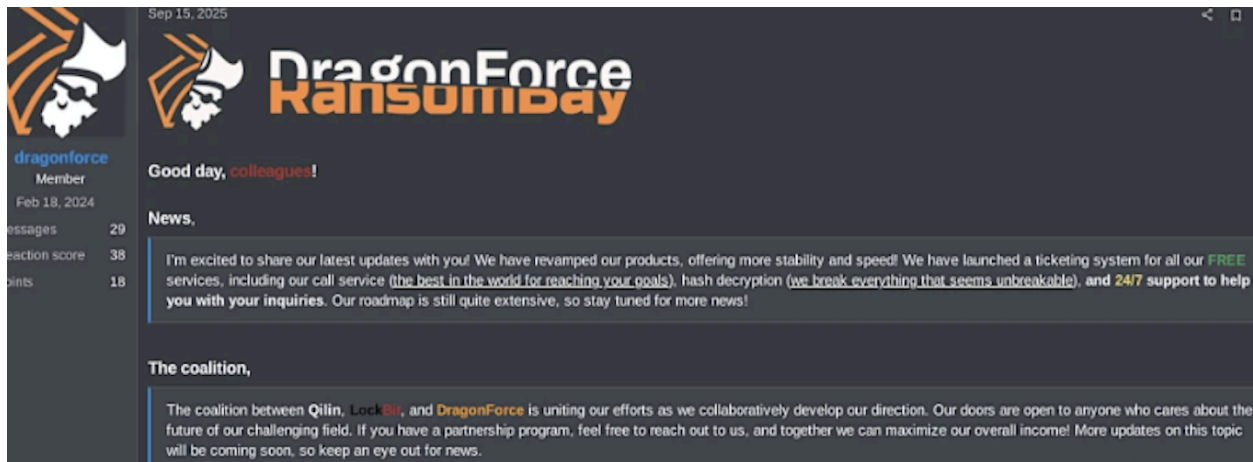 Sep 15, 2025
DragonForce
RansomBay
dragonforce
Member
Feb 18, 2024
essages 29
eaction score 38
oints 18
Good day, colleagues!
News,
I'm excited to share our latest updates with you! We have revamped our products, offering more stability and speed! We have launched a ticketing system for all our FREE
services, including our call service (the best in the world for reaching your goals), hash decryption (we break everything that seems unbreakable), and 24/7 support to help
you with your inquiries. Our roadmap is still quite extensive, so stay tuned for more news!
The coalition,
The coalition between Qilin, LockBit, and DragonForce is uniting our efforts as we collaboratively develop our direction. Our doors are open to anyone who cares about the
future of our challenging field. If you have a partnership program, feel free to reach out to us, and together we can maximize our overall income! More updates on this topic
will be coming soon, so keep an eye out for news.